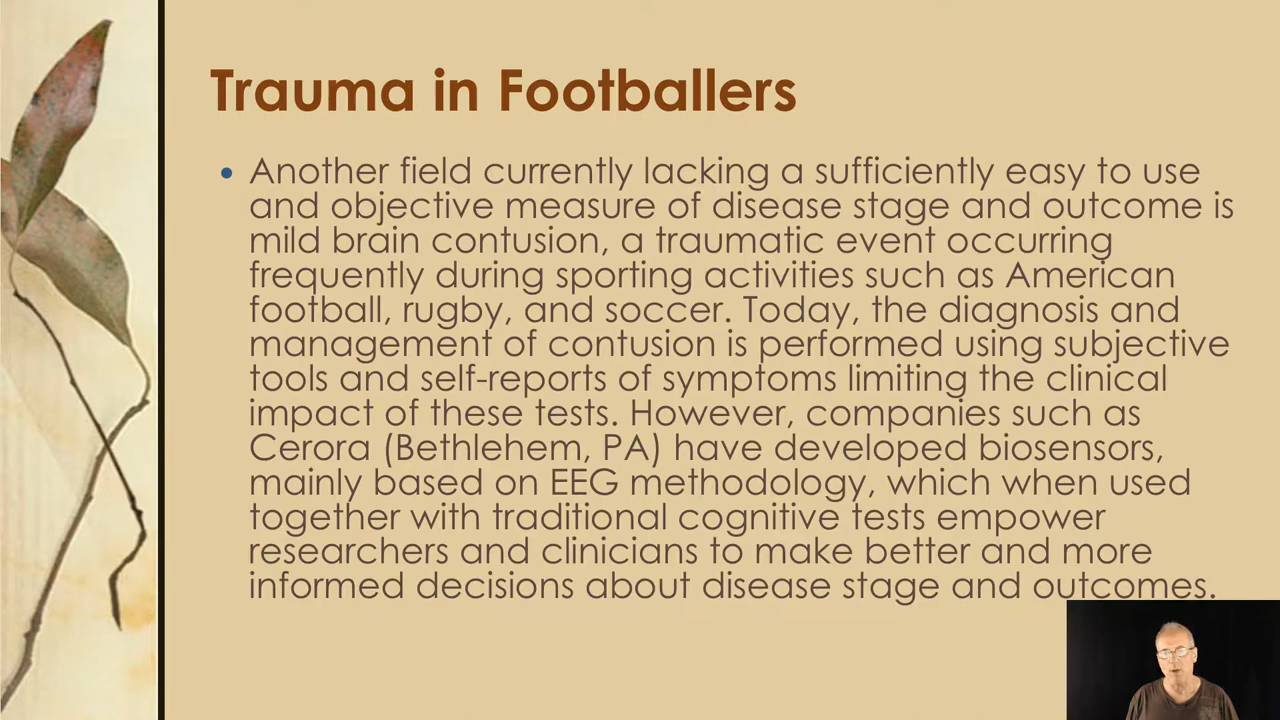 Trauma in Footballers
• Another field currently lacking a sufficiently easy to use
and objective measure of disease stage and outcome is
mild brain contusion, a traumatic event occurring
frequently during sporting activities such as American
football, rugby, and soccer. Today, the diagnosis and
management of contusion is performed using subjective
tools and self-reports of symptoms limiting the clinical
impact of these tests. However, companies such as
Cerora (Bethlehem, PA) have developed biosensors,
mainly based on EEG methodology, which when used
together with traditional cognitive tests empower
researchers and clinicians to make better and more
informed decisions about disease stage and outcomes.